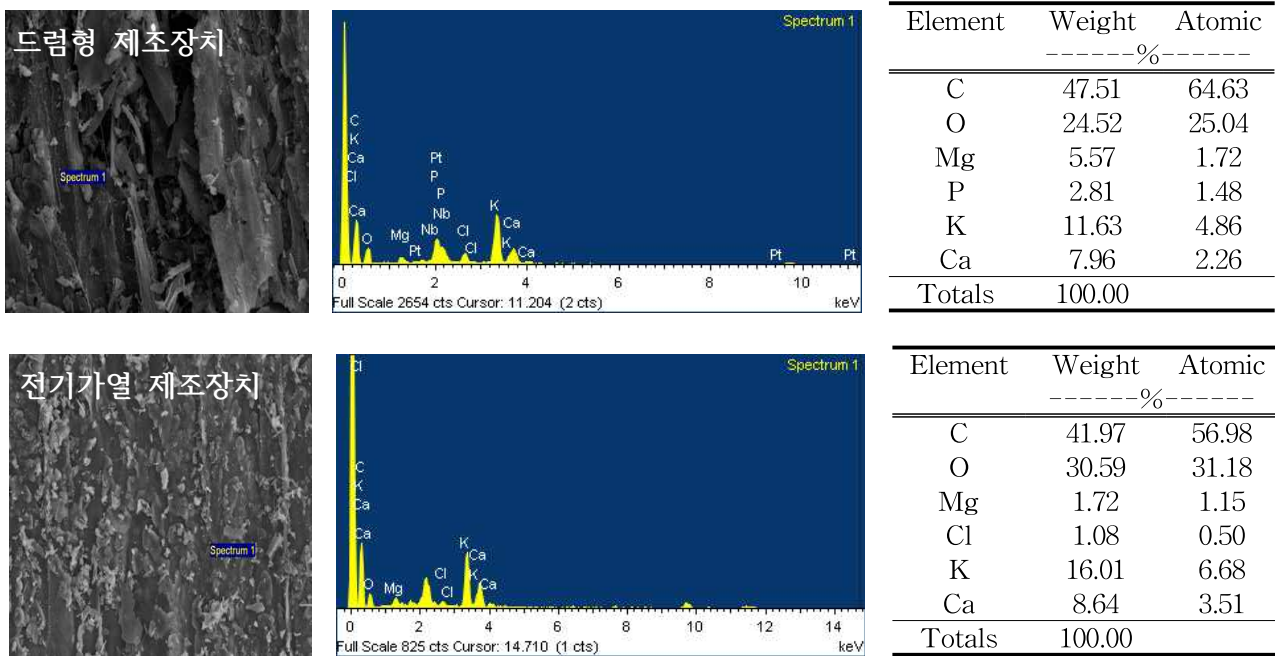 드럼형 제조장치
Spectrum 1
Spectrum 1
C
K
Ca
Cl
Ca
O
Mg
Pt
Nb
Pt
P
P
Nb
Cl
Cl
K
Ca
K
Ca
Pt
Pt
0 2 4 6 8 10
Full Scale 2654 cts Cursor: 11.204 (2 cts) keV
Element Weight Atomic
------%------
C 47.51 64.63
O 24.52 25.04
Mg 5.57 1.72
P 2.81 1.48
K 11.63 4.86
Ca 7.96 2.26
Totals 100.00
전기가열 제조장치
Spectrum 1
Spectrum 1
Cl
C
K
Ca
Ca
O
Mg
Cl
Cl
K
Ca
K
Ca
0 2 4 6 8 10 12 14
Full Scale 825 cts Cursor: 14.710 (1 cts) keV
Element Weight Atomic
------%------
C 41.97 56.98
O 30.59 31.18
Mg 1.72 1.15
Cl 1.08 0.50
K 16.01 6.68
Ca 8.64 3.51
Totals 100.00